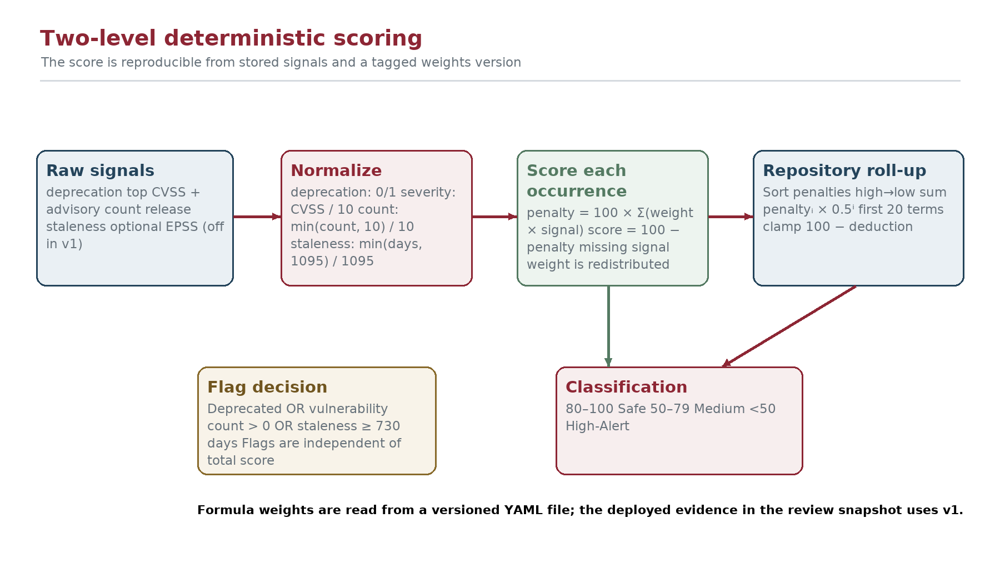 Two-level deterministic scoring
The score is reproducible from stored signals and a tagged weights version
Raw signals
deprecation top CVSS +
advisory count release
staleness optional EPSS (off
in v1)
Normalize
deprecation: 0/1 severity:
CVSS / 10 count:
min(count, 10) / 10
staleness: min(days,
1095) / 1095
Score each
occurrence
penalty = 100 × Σ(weight
× signal) score = 100 −
penalty missing signal
weight is redistributed
Repository roll-up
Sort penalties high→low sum
penaltyᵢ × 0.5ⁱ first 20 terms
clamp 100 − deduction
Flag decision
Deprecated OR vulnerability
count > 0 OR staleness ≥ 730
days Flags are independent of
total score
Classification
80–100 Safe 50–79 Medium <50
High-Alert
Formula weights are read from a versioned YAML file; the deployed evidence in the review snapshot uses v1.